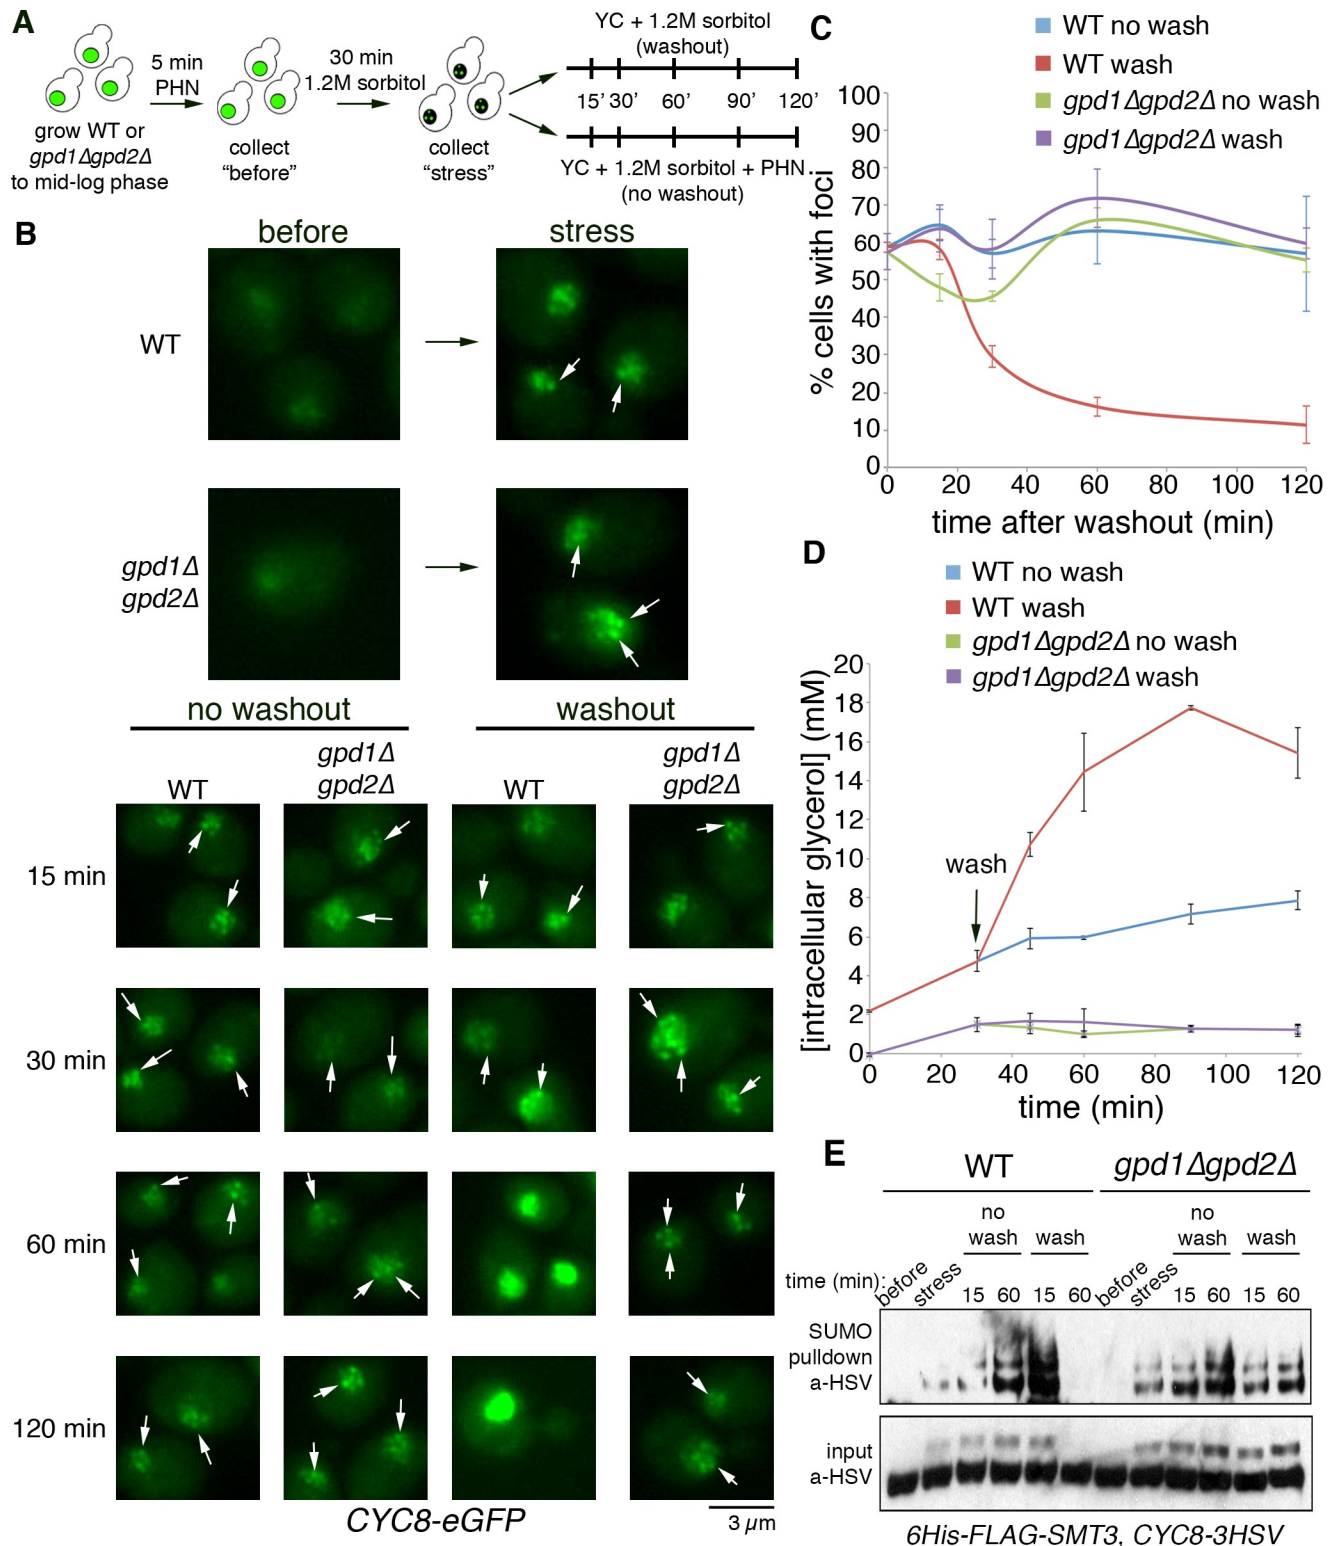 A
5 min
PHN
30 min
1.2M sorbitol
grow WT or
gpd1Δgpd2Δ
to mid-log phase
collect
“before”
collect
“stress”
YC + 1.2M sorbitol
(washout)
15’ 30’ 60’ 90’ 120’
YC + 1.2M sorbitol + PHN
(no washout)
B
before stress
WT
gpd1Δ
gpd2Δ
no washout washout
WT
gpd1Δ
gpd2Δ
WT
gpd1Δ
gpd2Δ
15 min
30 min
60 min
120 min
CYC8-eGFP
3 µm
C
WT no wash
WT wash
gpd1Δgpd2Δ no wash
gpd1Δgpd2Δ wash
% cells with foci
100
90
80
70
60
50
40
30
20
10
0
0 20 40 60 80 100 120
time after washout (min)
D
WT no wash
WT wash
gpd1Δgpd2Δ no wash
gpd1Δgpd2Δ wash
[intracellular glycerol] (mM)
20
18
16
14
12
10
8
6
4
2
0
wash
0 20 40 60 80 100 120
time (min)
E
WT gpd1Δgpd2Δ
no
wash
wash
no
wash
wash
time (min):
before stress 15 60 15 60 before stress 15 60 15 60
SUMO
pulldown
a-HSV
input
a-HSV
6His-FLAG-SMT3, CYC8-3HSV